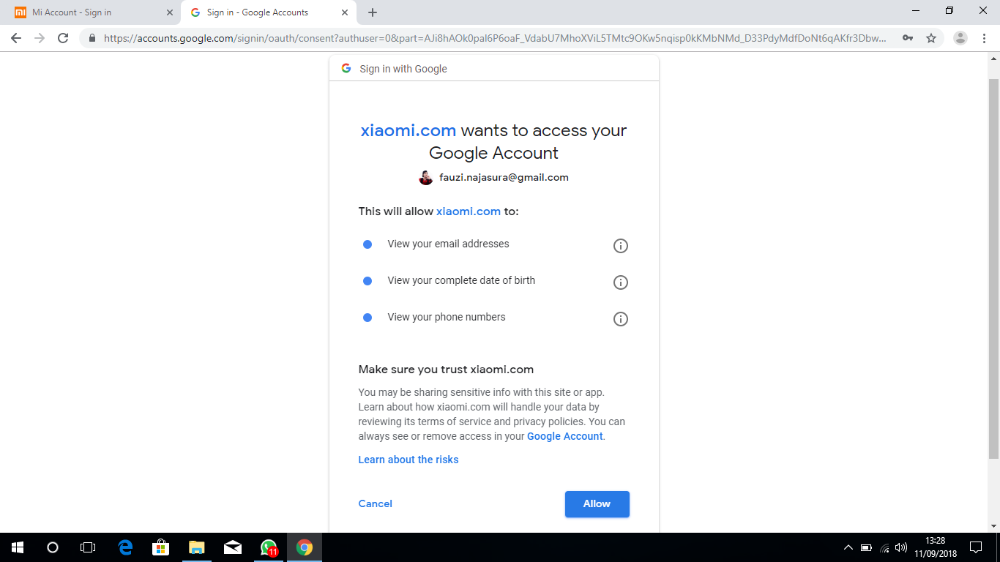 Mi Account - Sign in
Sign in - Google Accounts
https://accounts.google.com/signin/oauth/consent?authuser=0&part=AJi8hAOk0pal6P6oaF_VdabU7MhoXViL5TMtc9OKw5nqisp0kKMbNMd_D33PdyMdfDoNt6qAKfr3Dbw...
Sign in with Google
xiaomi.com wants to access your
Google Account
fauzi.najasura@gmail.com
This will allow xiaomi.com to:
View your email addresses
View your complete date of birth
View your phone numbers
Make sure you trust xiaomi.com
You may be sharing sensitive info with this site or app.
Learn about how xiaomi.com will handle your data by
reviewing its terms of service and privacy policies. You can
always see or remove access in your Google Account.
Learn about the risks
Cancel
Allow
11
13:28
11/09/2018